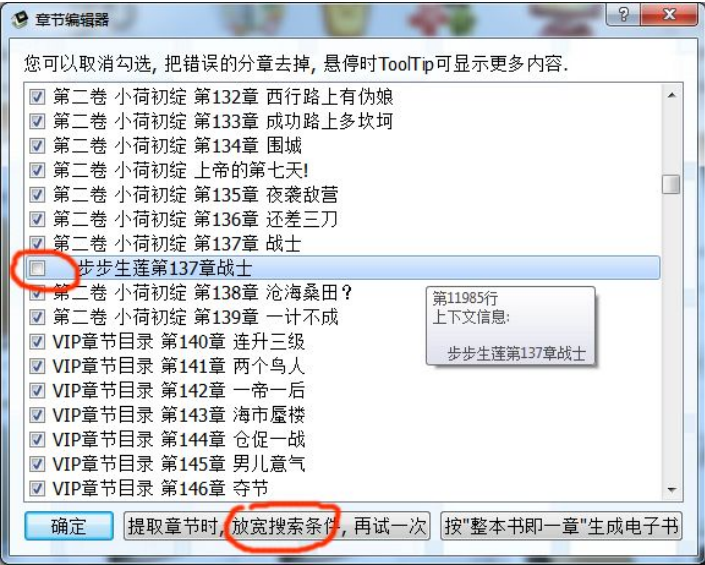 章节编辑器
您可以取消勾选, 把错误的分章去掉, 悬停时ToolTip可显示更多内容.
第二卷 小荷初绽 第132章 西行路上有伪娘
第二卷 小荷初绽 第133章 成功路上多坎坷
第二卷 小荷初绽 第134章 围城
第二卷 小荷初绽 上帝的第七天!
第二卷 小荷初绽 第135章 夜袭敌营
第二卷 小荷初绽 第136章 还差三刀
第二卷 小荷初绽 第137章 战士
步步生莲第137章战士
第二卷 小荷初绽 第138章 沧海桑田?
第二卷 小荷初绽 第139章 一计不成
VIP章节目录 第140章 连升三级
VIP章节目录 第141章 两个鸟人
VIP章节目录 第142章 一帝一后
VIP章节目录 第143章 海市蜃楼
VIP章节目录 第144章 仓促一战
VIP章节目录 第145章 男儿意气
VIP章节目录 第146章 夺节
第11985行
上下文信息:
步步生莲第137章战士
确定
提取章节时, 放宽搜索条件, 再试一次
按"整本书即一章"生成电子书